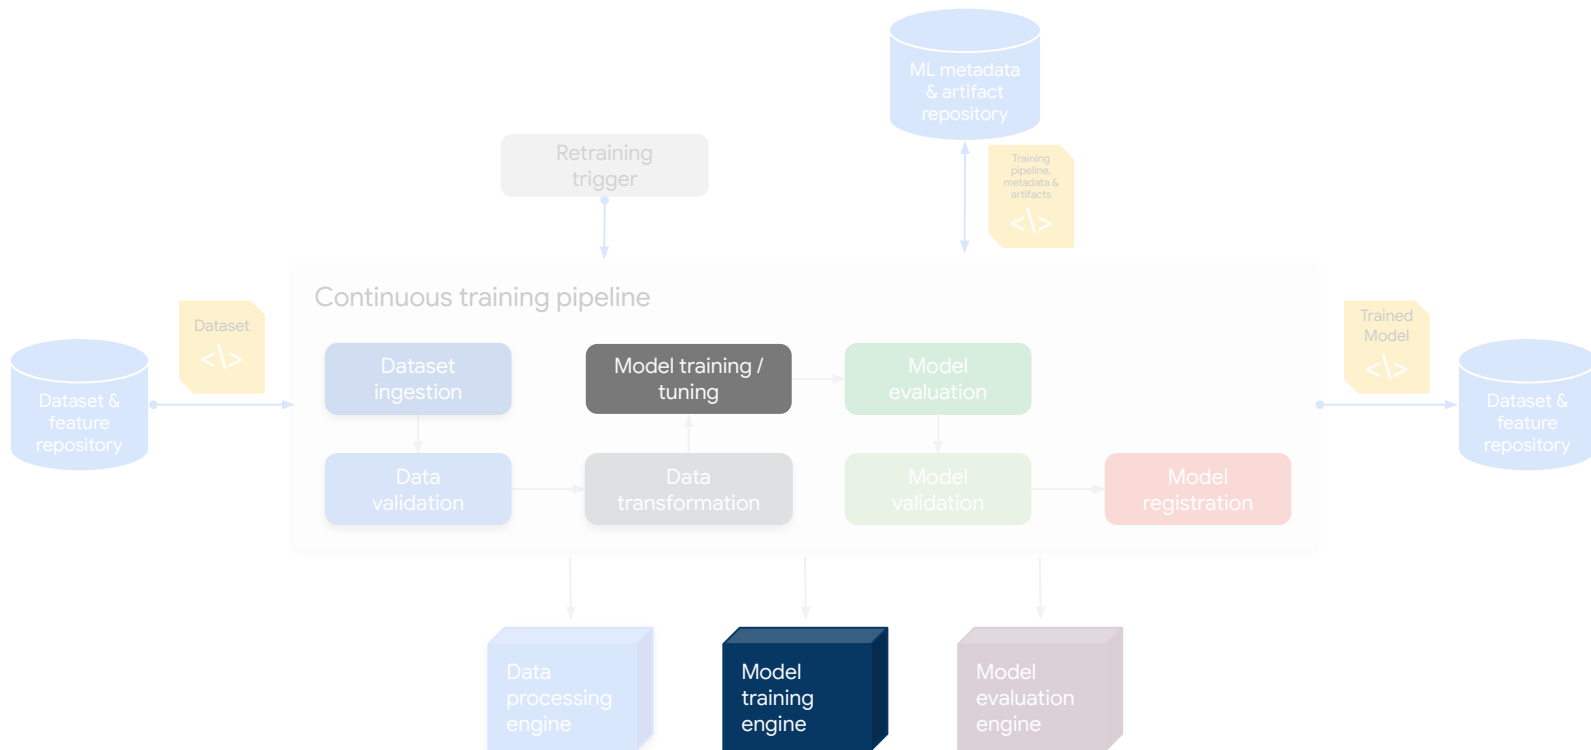 ML metadata
& artifact
repository
Retraining
trigger
Training
pipeline,
metadata &
artifacts
</>
Continuous training pipeline
Dataset
</>
Trained
Model
</>
Dataset &
feature
repository
Dataset
ingestion
Model training /
tuning
Model
evaluation
Dataset &
feature
repository
Data
validation
Data
transformation
Model
validation
Model
registration
Data
processing
engine
Model
training
engine
Model
evaluation
engine